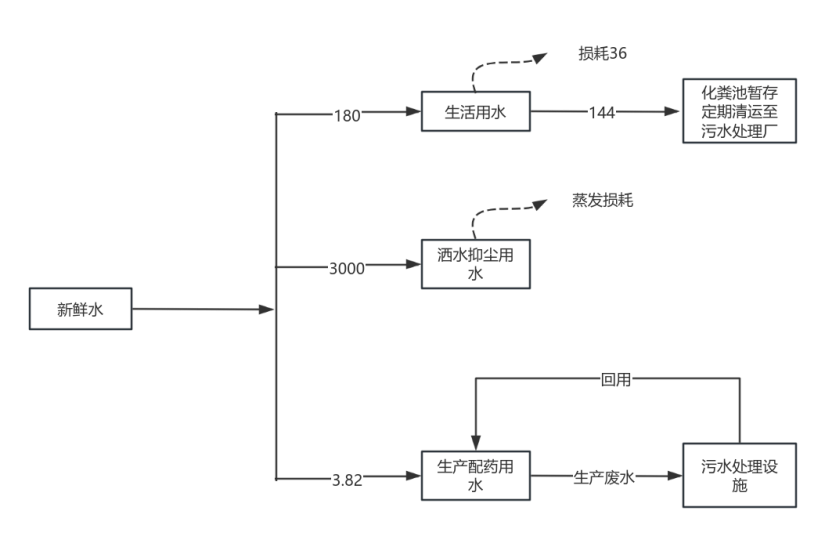 损耗36
180
生活用水
144
化粪池暂存
定期清运至
污水处理厂
蒸发损耗
3000
洒水抑尘用
水
新鲜水
回用
3.82
生产配药用
水
生产废水
污水处理设
施